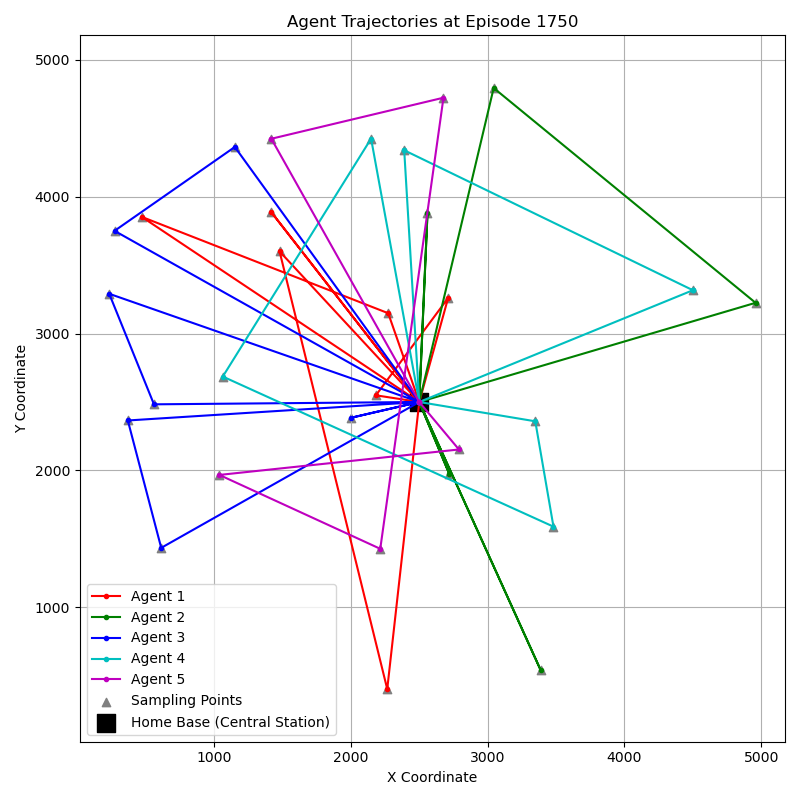 Agent Trajectories at Episode 1750
Y Coordinate
5000
4000
3000
2000
1000
Agent 1
Agent 2
Agent 3
Agent 4
Agent 5
Sampling Points
Home Base (Central Station)
1000 2000 3000 4000 5000
X Coordinate